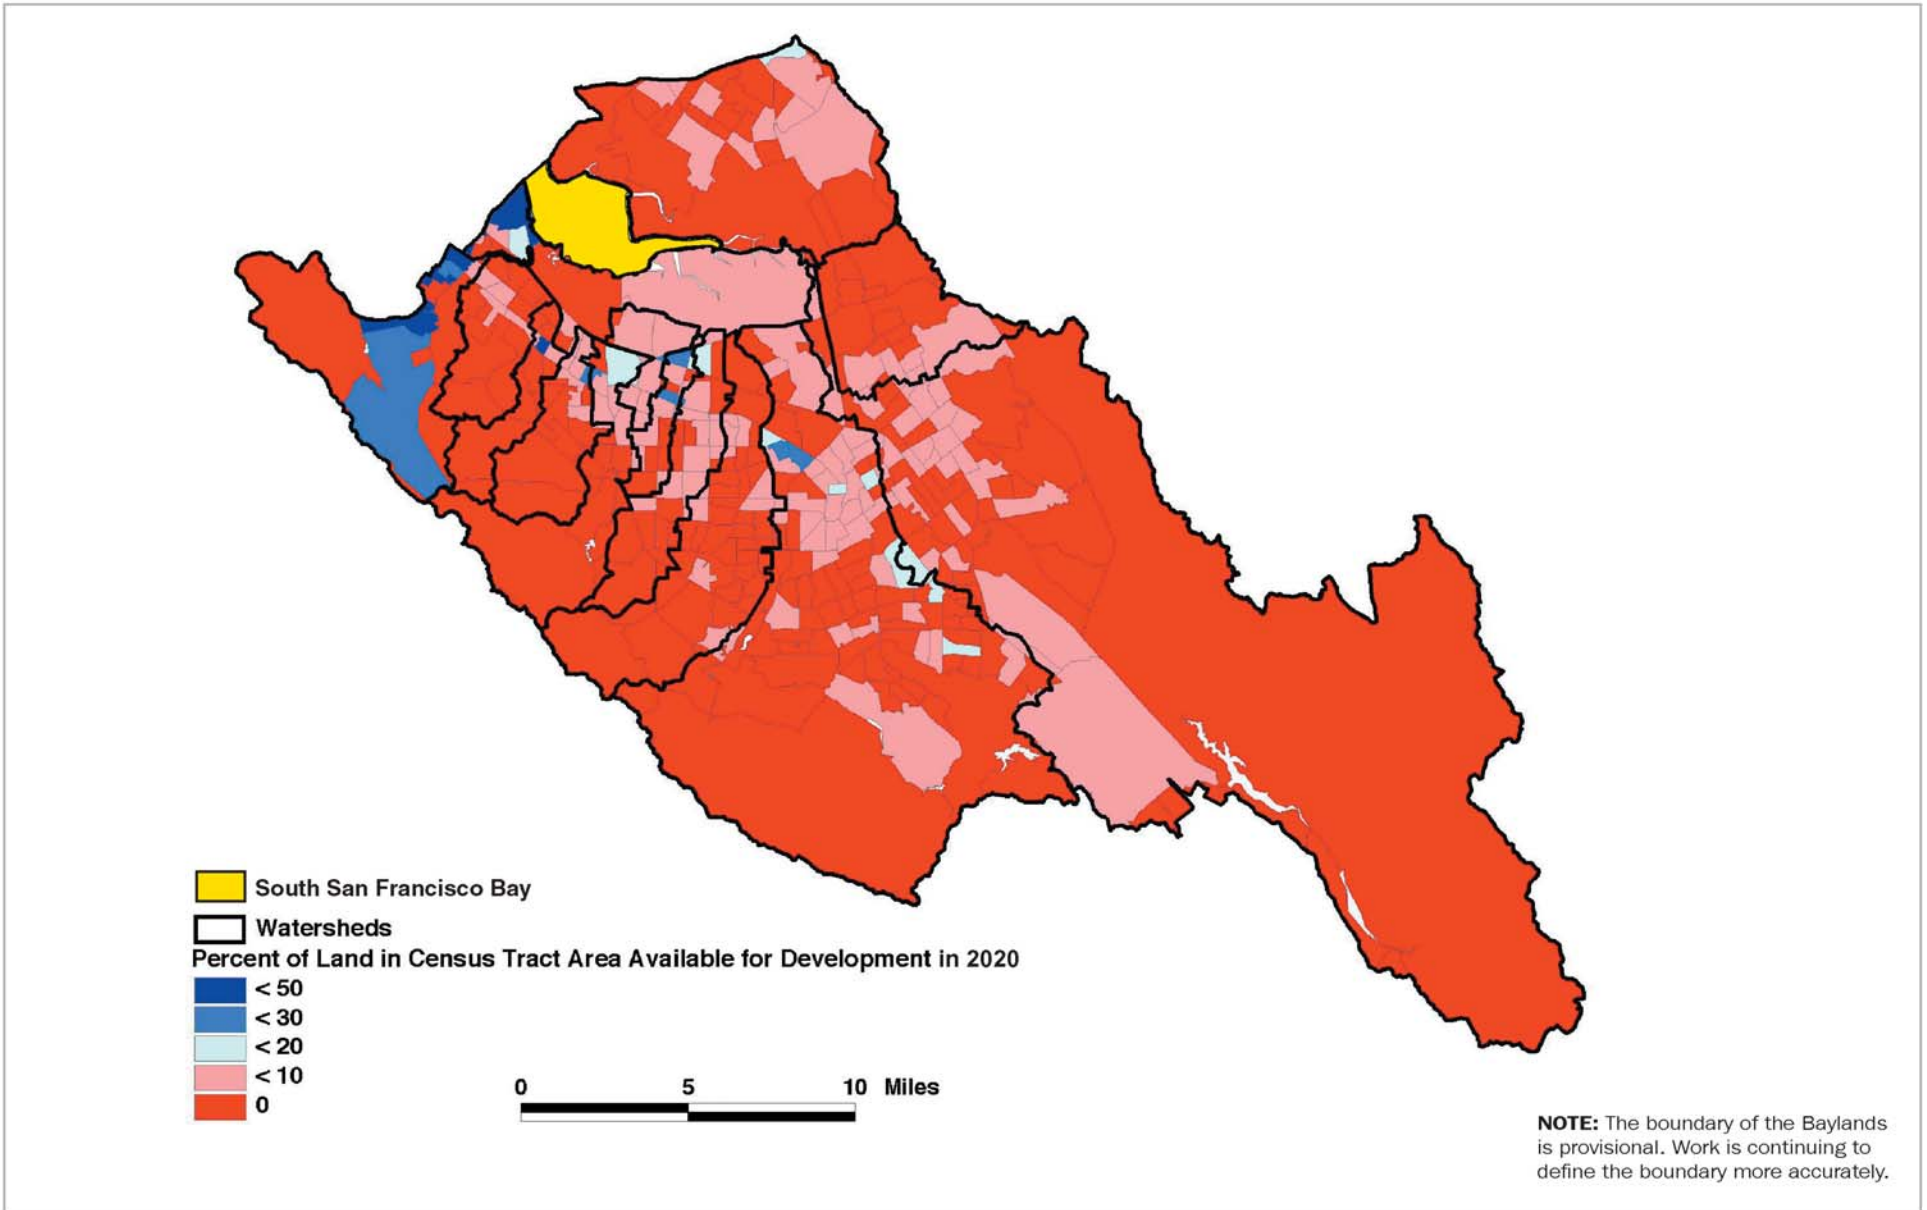 South San Francisco Bay
Watersheds
Percent of Land in Census Tract Area Available for Development in 2020
< 50
< 30
< 20
< 10
0
0 5 10 Miles
NOTE: The boundary of the Baylands
is provisional. Work is continuing to
define the boundary more accurately.